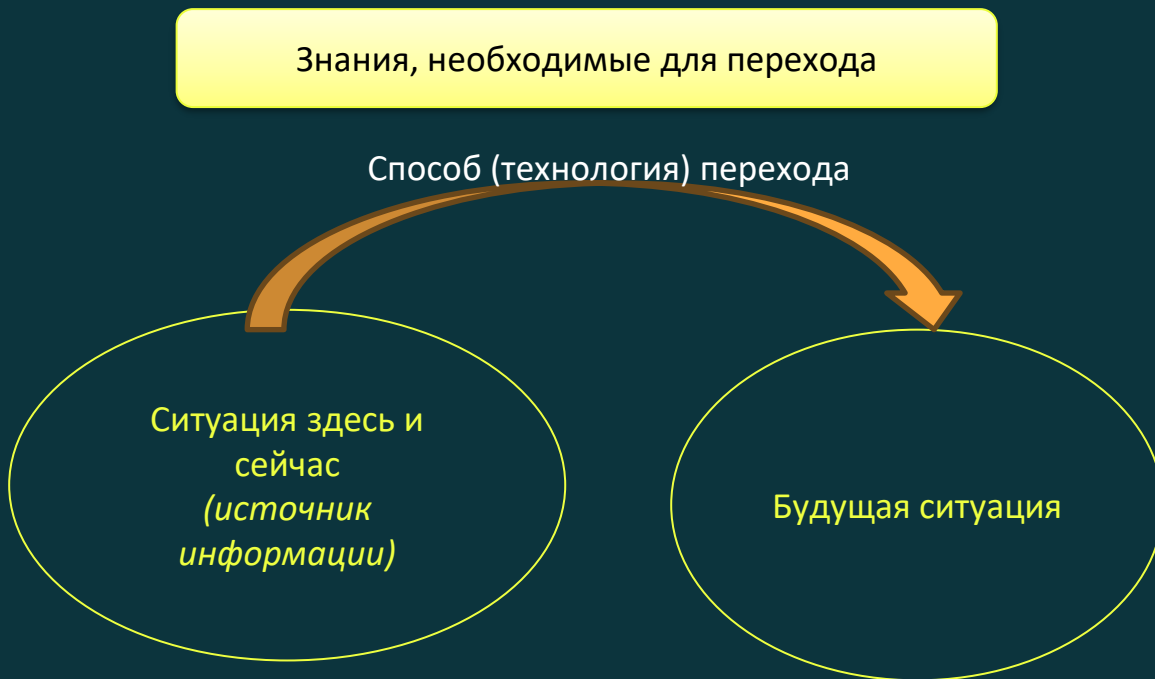 Знания, необходимые для перехода
Способ (технология) перехода
Ситуация здесь и
сейчас
(источник
информации)
Будущая ситуация